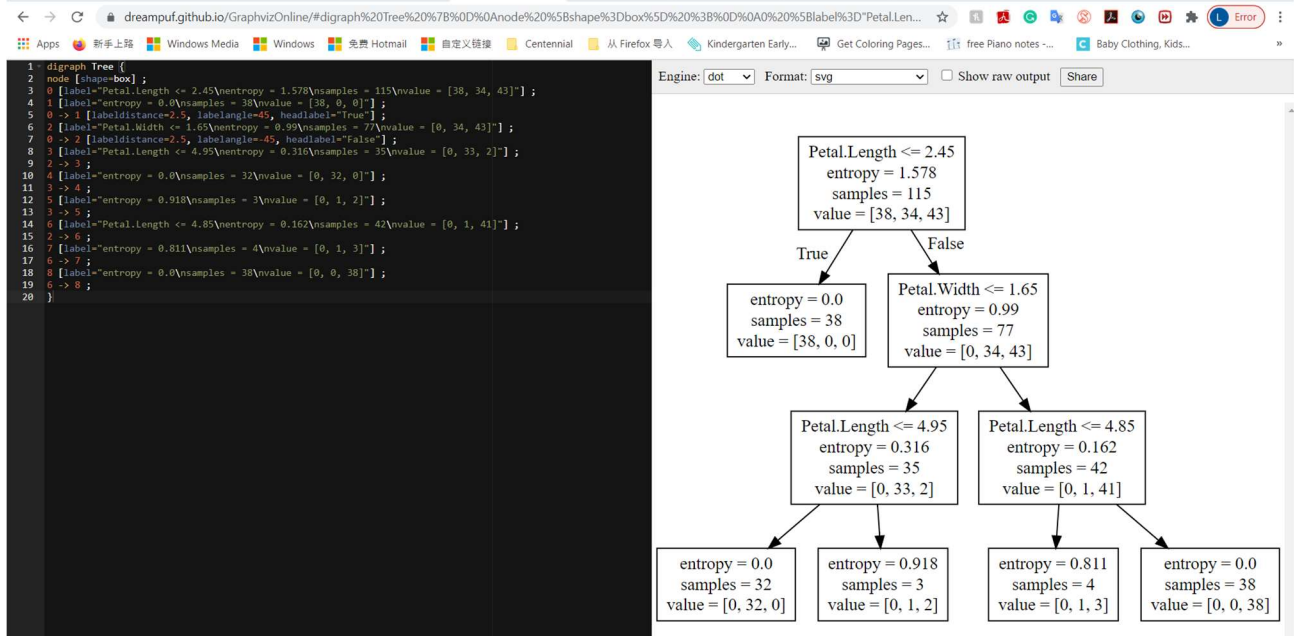 dreampuf.github.io/GraphvizOnline/#digraph%20Tree%20%7B%0D%0Anode%20%5Bshape%3Dbox%5D%20%3B%0D%0A0%20%5Blabel%3D"Petal.Len...
L Error
Apps 新手上路 Windows Media Windows 免费 Hotmail 自定义链接 Centennial 从 Firefox 导入 Kindergarten Early... Get Coloring Pages... free Piano notes -... Baby Clothing, Kids... »
1 digraph Tree {
2 node [shape=box] ;
3 0 [label="Petal.Length <= 2.45\nentropy = 1.578\nsamples = 115\nvalue = [38, 34, 43]"] ;
4 1 [label="entropy = 0.0\nsamples = 38\nvalue = [38, 0, 0]"] ;
5 0 -> 1 [labeldistance=2.5, labelangle=45, headlabel="True"] ;
6 2 [label="Petal.Width <= 1.65\nentropy = 0.99\nsamples = 77\nvalue = [0, 34, 43]"] ;
7 0 -> 2 [labeldistance=2.5, labelangle=-45, headlabel="False"] ;
8 3 [label="Petal.Length <= 4.95\nentropy = 0.316\nsamples = 35\nvalue = [0, 33, 2]"] ;
9 2 -> 3 ;
10 4 [label="entropy = 0.0\nsamples = 32\nvalue = [0, 32, 0]"] ;
11 3 -> 4 ;
12 5 [label="entropy = 0.918\nsamples = 3\nvalue = [0, 1, 2]"] ;
13 3 -> 5 ;
14 6 [label="Petal.Length <= 4.85\nentropy = 0.162\nsamples = 42\nvalue = [0, 1, 41]"] ;
15 2 -> 6 ;
16 7 [label="entropy = 0.811\nsamples = 4\nvalue = [0, 1, 3]"] ;
17 6 -> 7 ;
18 8 [label="entropy = 0.0\nsamples = 38\nvalue = [0, 0, 38]"] ;
19 6 -> 8 ;
20 }
Engine: dot Format: svg Show raw output Share
Petal.Length <= 2.45
entropy = 1.578
samples = 115
value = [38, 34, 43]
True
False
entropy = 0.0
samples = 38
value = [38, 0, 0]
Petal.Width <= 1.65
entropy = 0.99
samples = 77
value = [0, 34, 43]
Petal.Length <= 4.95
entropy = 0.316
samples = 35
value = [0, 33, 2]
Petal.Length <= 4.85
entropy = 0.162
samples = 42
value = [0, 1, 41]
entropy = 0.0
samples = 32
value = [0, 32, 0]
entropy = 0.918
samples = 3
value = [0, 1, 2]
entropy = 0.811
samples = 4
value = [0, 1, 3]
entropy = 0.0
samples = 38
value = [0, 0, 38]